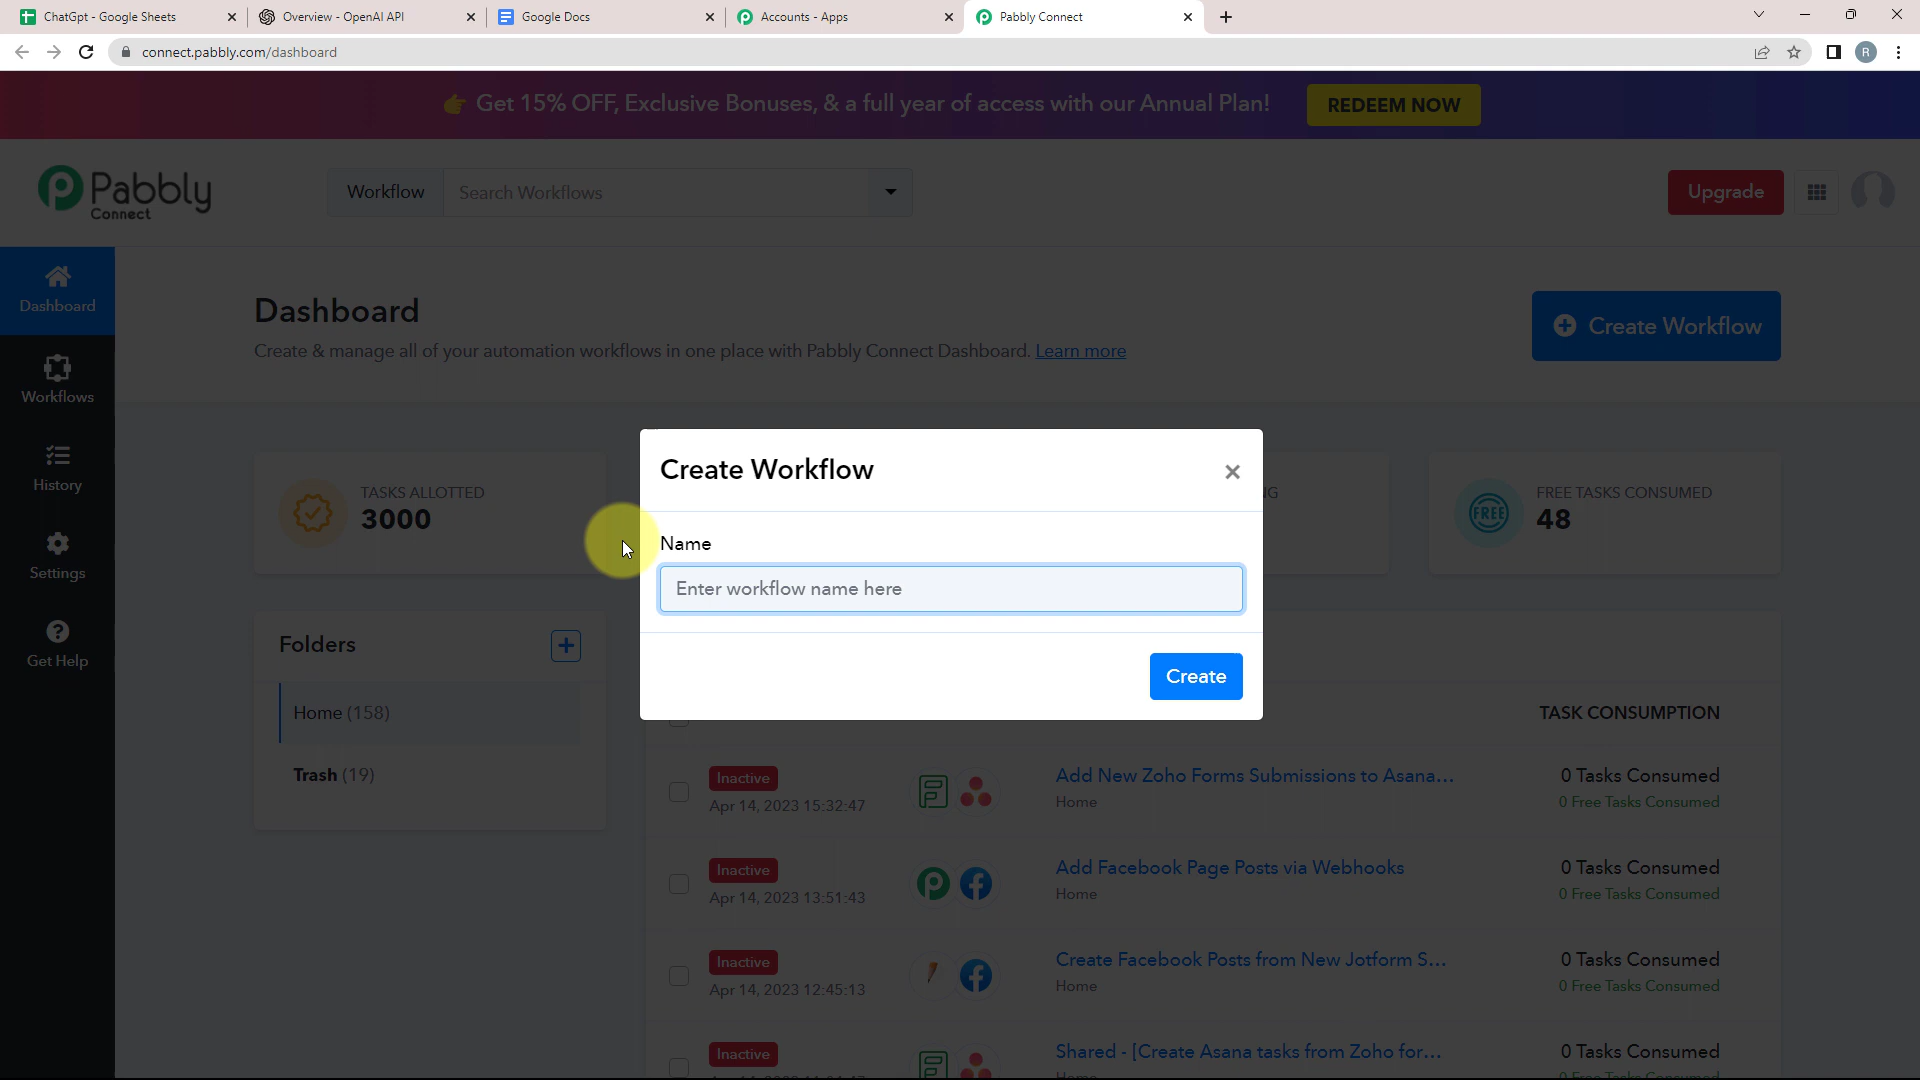 ChatGpt - Google Sheets
Overview - OpenAI API
Google Docs
Accounts - Apps
Pabbly Connect
connect.pabbly.com/dashboard
R
Get 15% OFF, Exclusive Bonuses, & a full year of access with our Annual Plan!
REDEEM NOW
Pabbly
Connect
Workflow
Search Workflows
Upgrade
Dashboard
Workflows
History
Settings
Get Help
Dashboard
Create & manage all of your automation workflows in one place with Pabbly Connect Dashboard. Learn more
Create Workflow
TASKS ALLOTTED
3000
FREE
FREE TASKS CONSUMED
48
Create Workflow
Name
Enter workflow name here
Create
Folders
Home (158)
Trash (19)
TASK CONSUMPTION
Inactive
Apr 14, 2023 15:32:47
Add New Zoho Forms Submissions to Asana...
Home
0 Tasks Consumed
0 Free Tasks Consumed
Inactive
Apr 14, 2023 13:51:43
Add Facebook Page Posts via Webhooks
Home
0 Tasks Consumed
0 Free Tasks Consumed
Inactive
Apr 14, 2023 12:45:13
Create Facebook Posts from New Jotform S...
Home
0 Tasks Consumed
0 Free Tasks Consumed
Inactive
Shared - [Create Asana tasks from Zoho for...
Home
0 Tasks Consumed
0 Free Tasks Consumed